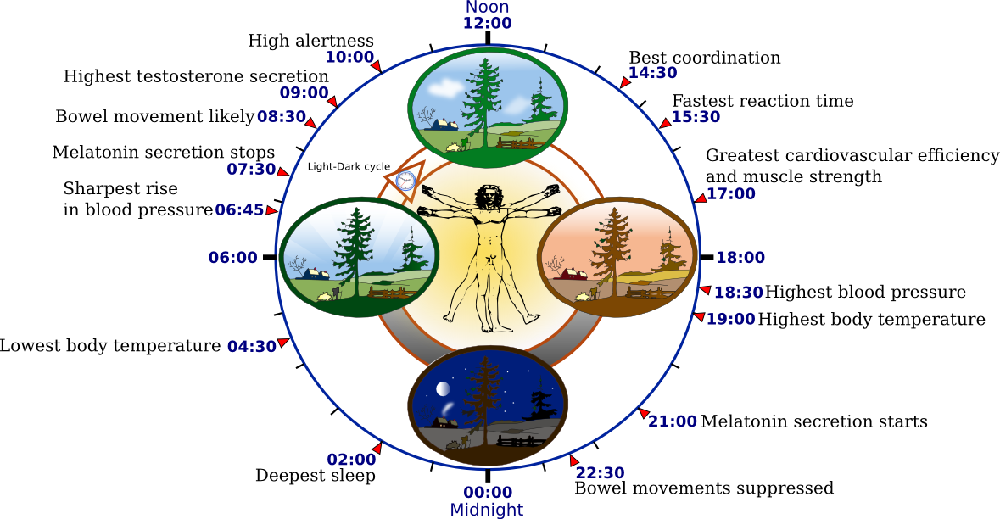 Noon
12:00
Best coordination
14:30
Fastest reaction time
15:30
Greatest cardiovascular efficiency
and muscle strength
17:00
18:00
18:30 Highest blood pressure
19:00 Highest body temperature
21:00 Melatonin secretion starts
22:30
Bowel movements suppressed
00:00
Midnight
02:00
Deepest sleep
Lowest body temperature 04:30
06:00
Sharpest rise
in blood pressure 06:45
Melatonin secretion stops
07:30
Bowel movement likely 08:30
Highest testosterone secretion
09:00
High alertness
10:00
Light-Dark cycle